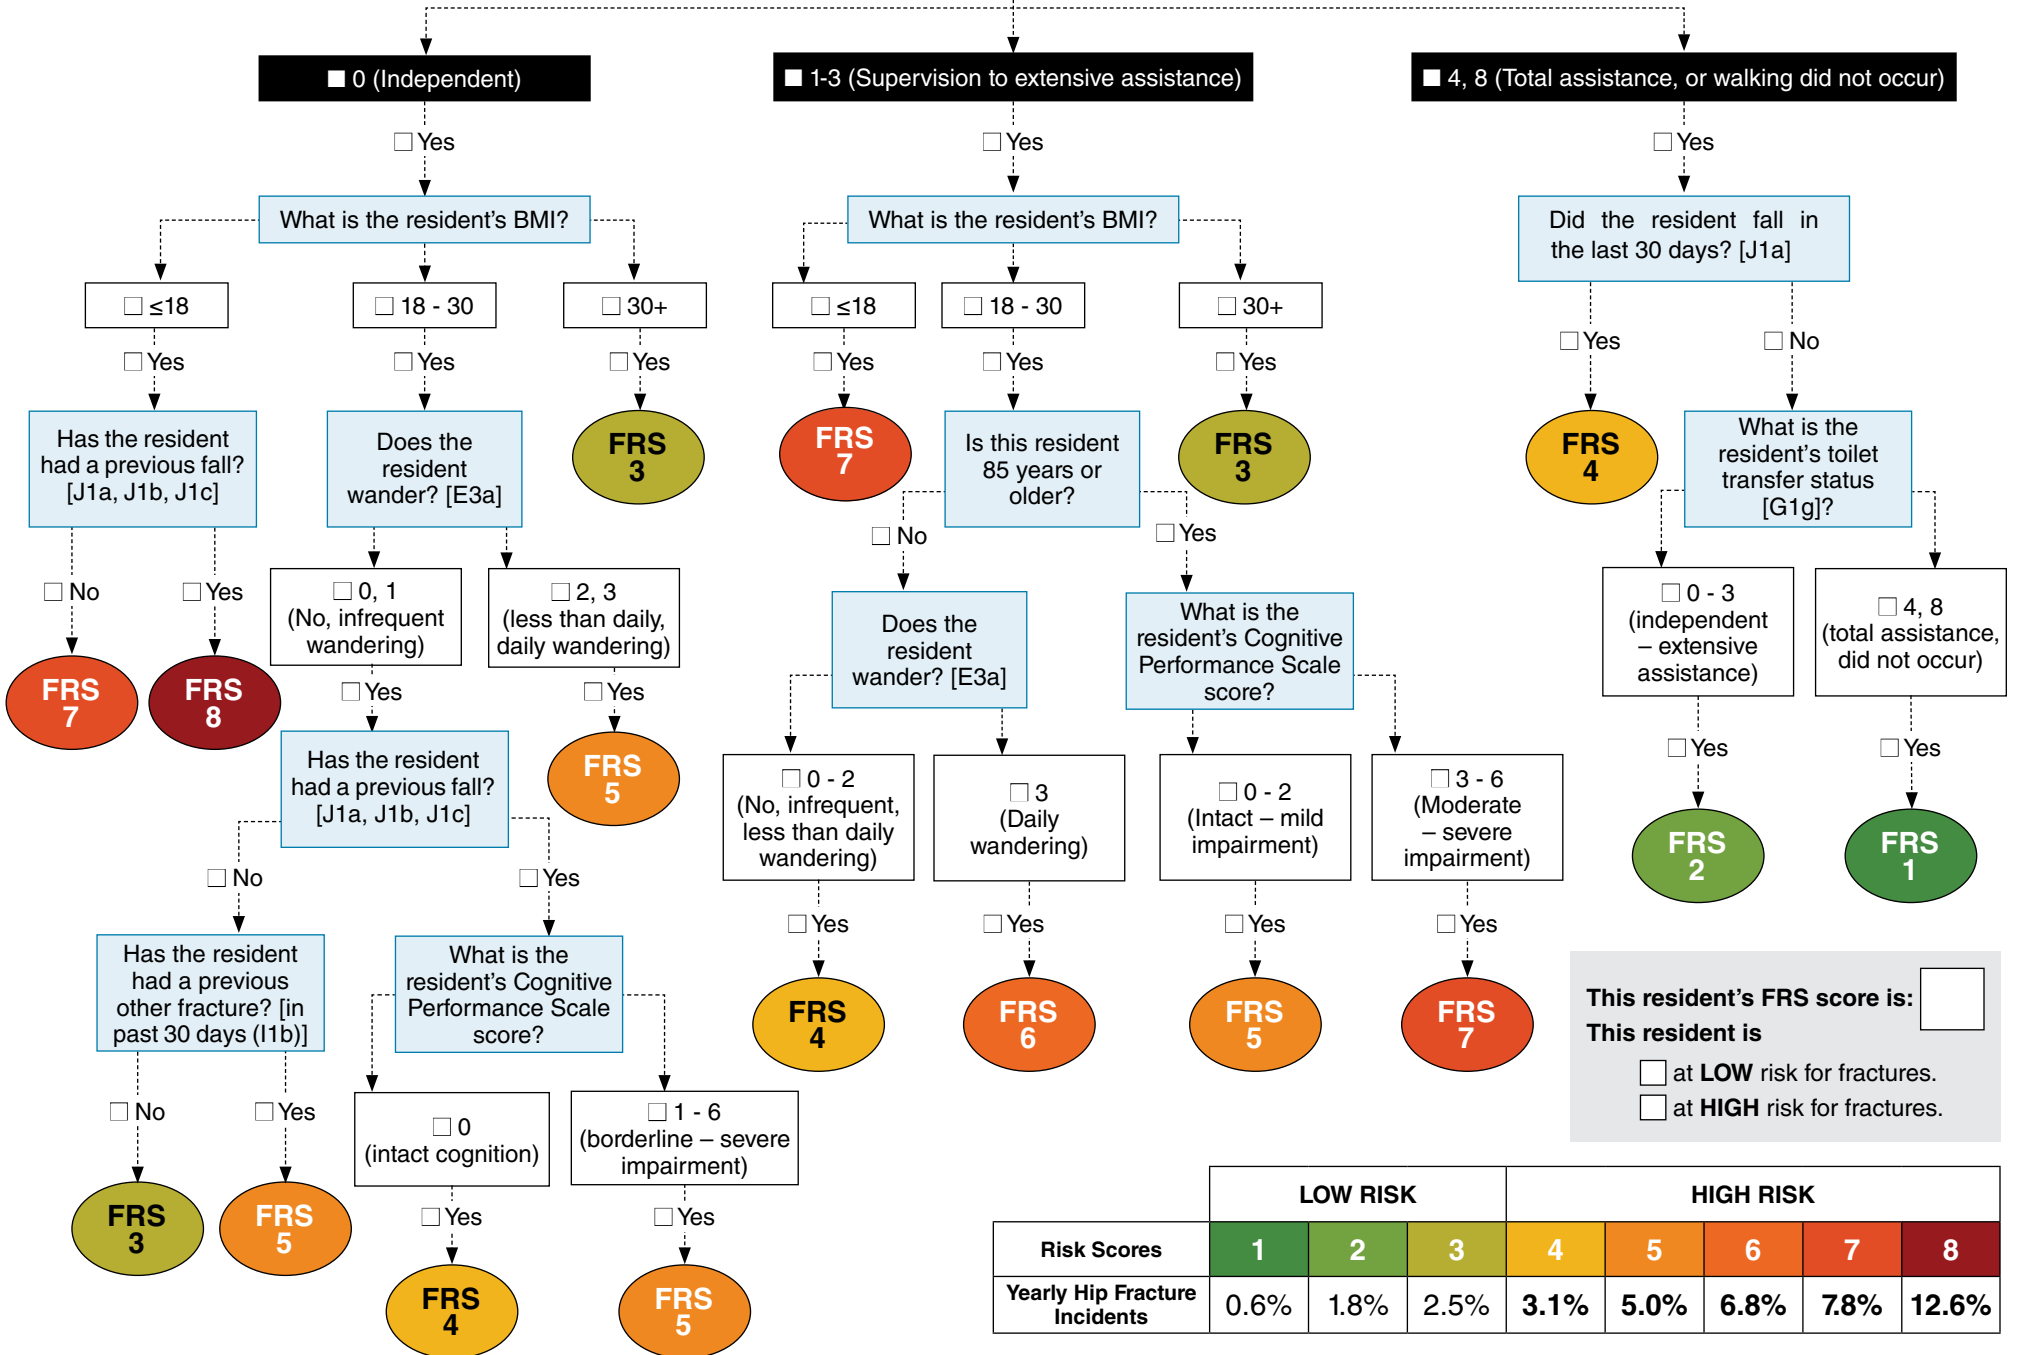 ■ 0 (Independent)
■ 1-3 (Supervision to extensive assistance)
■ 4, 8 (Total assistance, or walking did not occur)
□ Yes
□ Yes
□ Yes
What is the resident's BMI?
What is the resident's BMI?
Did the resident fall in
the last 30 days? [J1a]
□ ≤18
□ 18 - 30
□ 30+
□ ≤18
□ 18 - 30
□ 30+
□ Yes
□ No
□ Yes
□ Yes
□ Yes
□ Yes
□ Yes
□ Yes
Has the resident
had a previous fall?
[J1a, J1b, J1c]
Does the
resident
wander? [E3a]
FRS
3
FRS
7
Is this resident
85 years or
older?
FRS
3
FRS
4
What is the
resident's toilet
transfer status
[G1g]?
□ No
□ Yes
□ No
□ Yes
□ 0, 1
(No, infrequent
wandering)
□ 2, 3
(less than daily,
daily wandering)
Does the
resident
wander? [E3a]
What is the
resident's Cognitive
Performance Scale
score?
□ 0 - 3
(independent
– extensive
assistance)
□ 4, 8
(total assistance,
did not occur)
FRS
7
FRS
8
□ Yes
□ Yes
Has the resident
had a previous fall?
[J1a, J1b, J1c]
FRS
5
□ 0 - 2
(No, infrequent,
less than daily
wandering)
□ 3
(Daily
wandering)
□ 0 - 2
(Intact – mild
impairment)
□ 3 - 6
(Moderate
– severe
impairment)
□ Yes
□ Yes
FRS
2
FRS
1
□ No
□ Yes
□ Yes
□ Yes
□ Yes
□ Yes
Has the resident
had a previous
other fracture? [in
past 30 days (I1b)]
What is the
resident's Cognitive
Performance Scale
score?
FRS
4
FRS
6
FRS
5
FRS
7
This resident's FRS score is:
This resident is
□ at LOW risk for fractures.
□ at HIGH risk for fractures.
□ No
□ Yes
□ 0
(intact cognition)
□ 1 - 6
(borderline – severe
impairment)
FRS
3
FRS
5
□ Yes
□ Yes
FRS
4
FRS
5
LOW RISK HIGH RISK
Risk Scores 1 2 3 4 5 6 7 8
Yearly Hip Fracture
Incidents 0.6% 1.8% 2.5% 3.1% 5.0% 6.8% 7.8% 12.6%